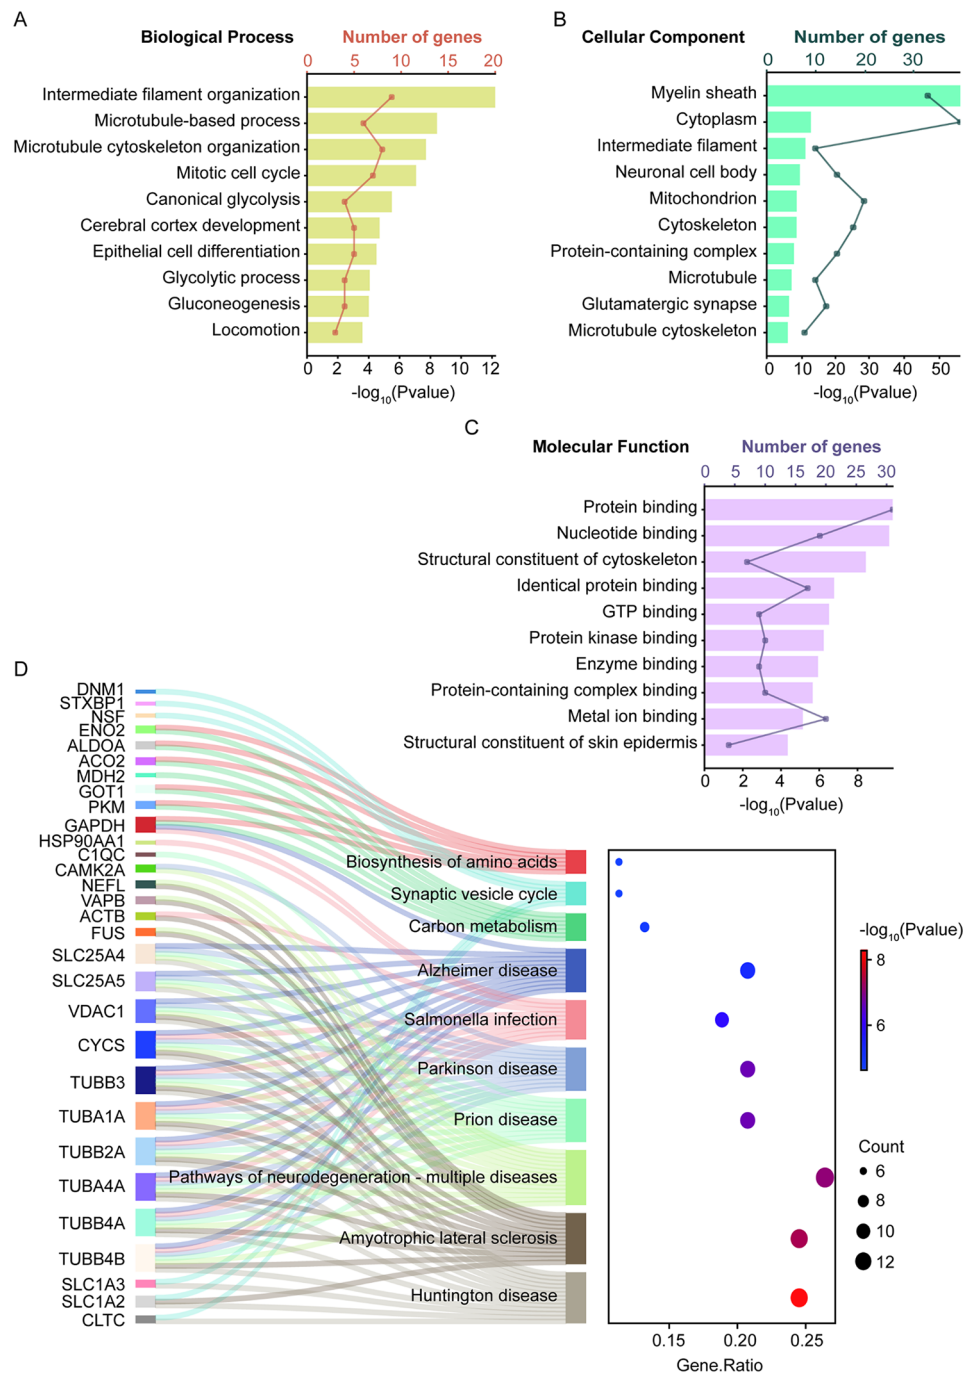 A
Biological Process
Number of genes
0 5 10 15 20
Intermediate filament organization
Microtubule-based process
Microtubule cytoskeleton organization
Mitotic cell cycle
Canonical glycolysis
Cerebral cortex development
Epithelial cell differentiation
Glycolytic process
Gluconeogenesis
Locomotion
0 2 4 6 8 10 12
-log10(Pvalue)
B
Cellular Component
Number of genes
0 10 20 30
Myelin sheath
Cytoplasm
Intermediate filament
Neuronal cell body
Mitochondrion
Cytoskeleton
Protein-containing complex
Microtubule
Glutamatergic synapse
Microtubule cytoskeleton
0 10 20 30 40 50
-log10(Pvalue)
C
Molecular Function
Number of genes
0 5 10 15 20 25 30
Protein binding
Nucleotide binding
Structural constituent of cytoskeleton
Identical protein binding
GTP binding
Protein kinase binding
Enzyme binding
Protein-containing complex binding
Metal ion binding
Structural constituent of skin epidermis
0 2 4 6 8
-log10(Pvalue)
D
DNM1
STXBP1
NSF
ENO2
ALDOA
ACO2
MDH2
GOT1
PKM
GAPDH
HSP90AA1
C1QC
CAMK2A
NEFL
VAPB
ACTB
FUS
SLC25A4
SLC25A5
VDAC1
CYCS
TUBB3
TUBA1A
TUBB2A
TUBA4A
TUBB4A
TUBB4B
SLC1A3
SLC1A2
CLTC
Biosynthesis of amino acids
Synaptic vesicle cycle
Carbon metabolism
Alzheimer disease
Salmonella infection
Parkinson disease
Prion disease
Pathways of neurodegeneration - multiple diseases
Amyotrophic lateral sclerosis
Huntington disease
0.15 0.20 0.25
Gene.Ratio
-log10(Pvalue)
8
6
Count
6
8
10
12